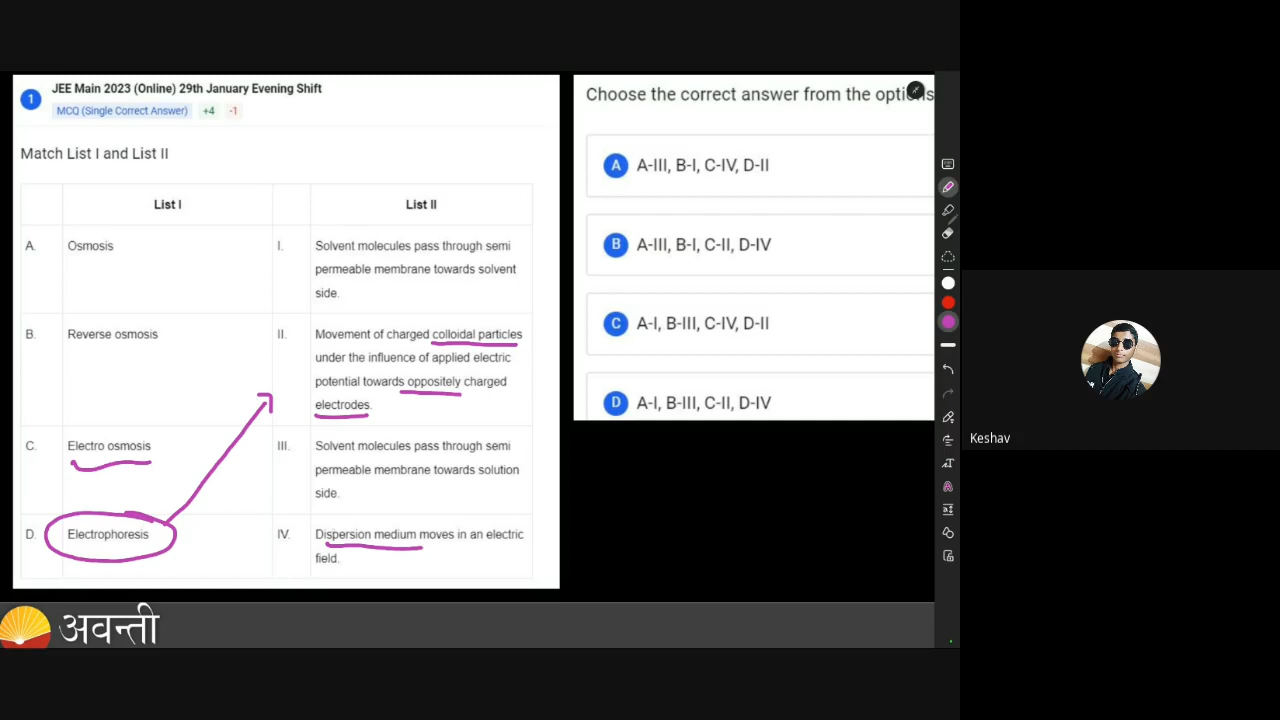 1
JEE Main 2023 (Online) 29th January Evening Shift
MCQ (Single Correct Answer) +4 -1
Match List I and List II
List I List II
A. Osmosis I. Solvent molecules pass through semi
permeable membrane towards solvent
side.
B. Reverse osmosis II. Movement of charged colloidal particles
under the influence of applied electric
potential towards oppositely charged
electrodes.
C. Electro osmosis III. Solvent molecules pass through semi
permeable membrane towards solution
side.
D. Electrophoresis IV. Dispersion medium moves in an electric
field.
Choose the correct answer from the options
A A-III, B-I, C-IV, D-II
B A-III, B-I, C-II, D-IV
C A-I, B-III, C-IV, D-II
D A-I, B-III, C-II, D-IV
Keshav
अवन्ती